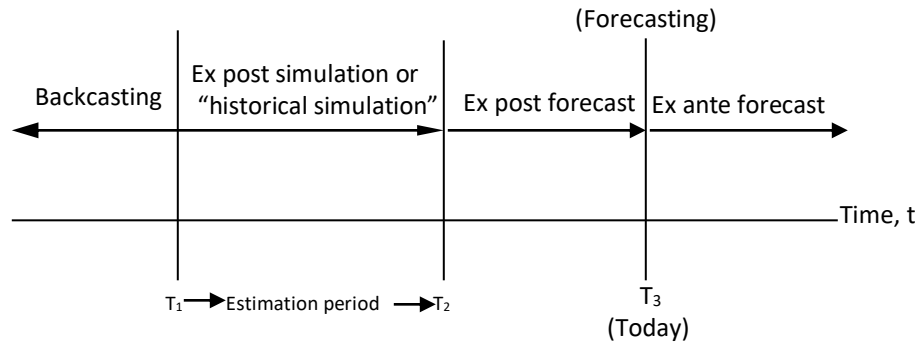 (Forecasting)
Ex post simulation or
Backcasting
“historical simulation”
Ex post forecast
Ex ante forecast
Time, t
T₁
Estimation period
T₂
T₃
(Today)